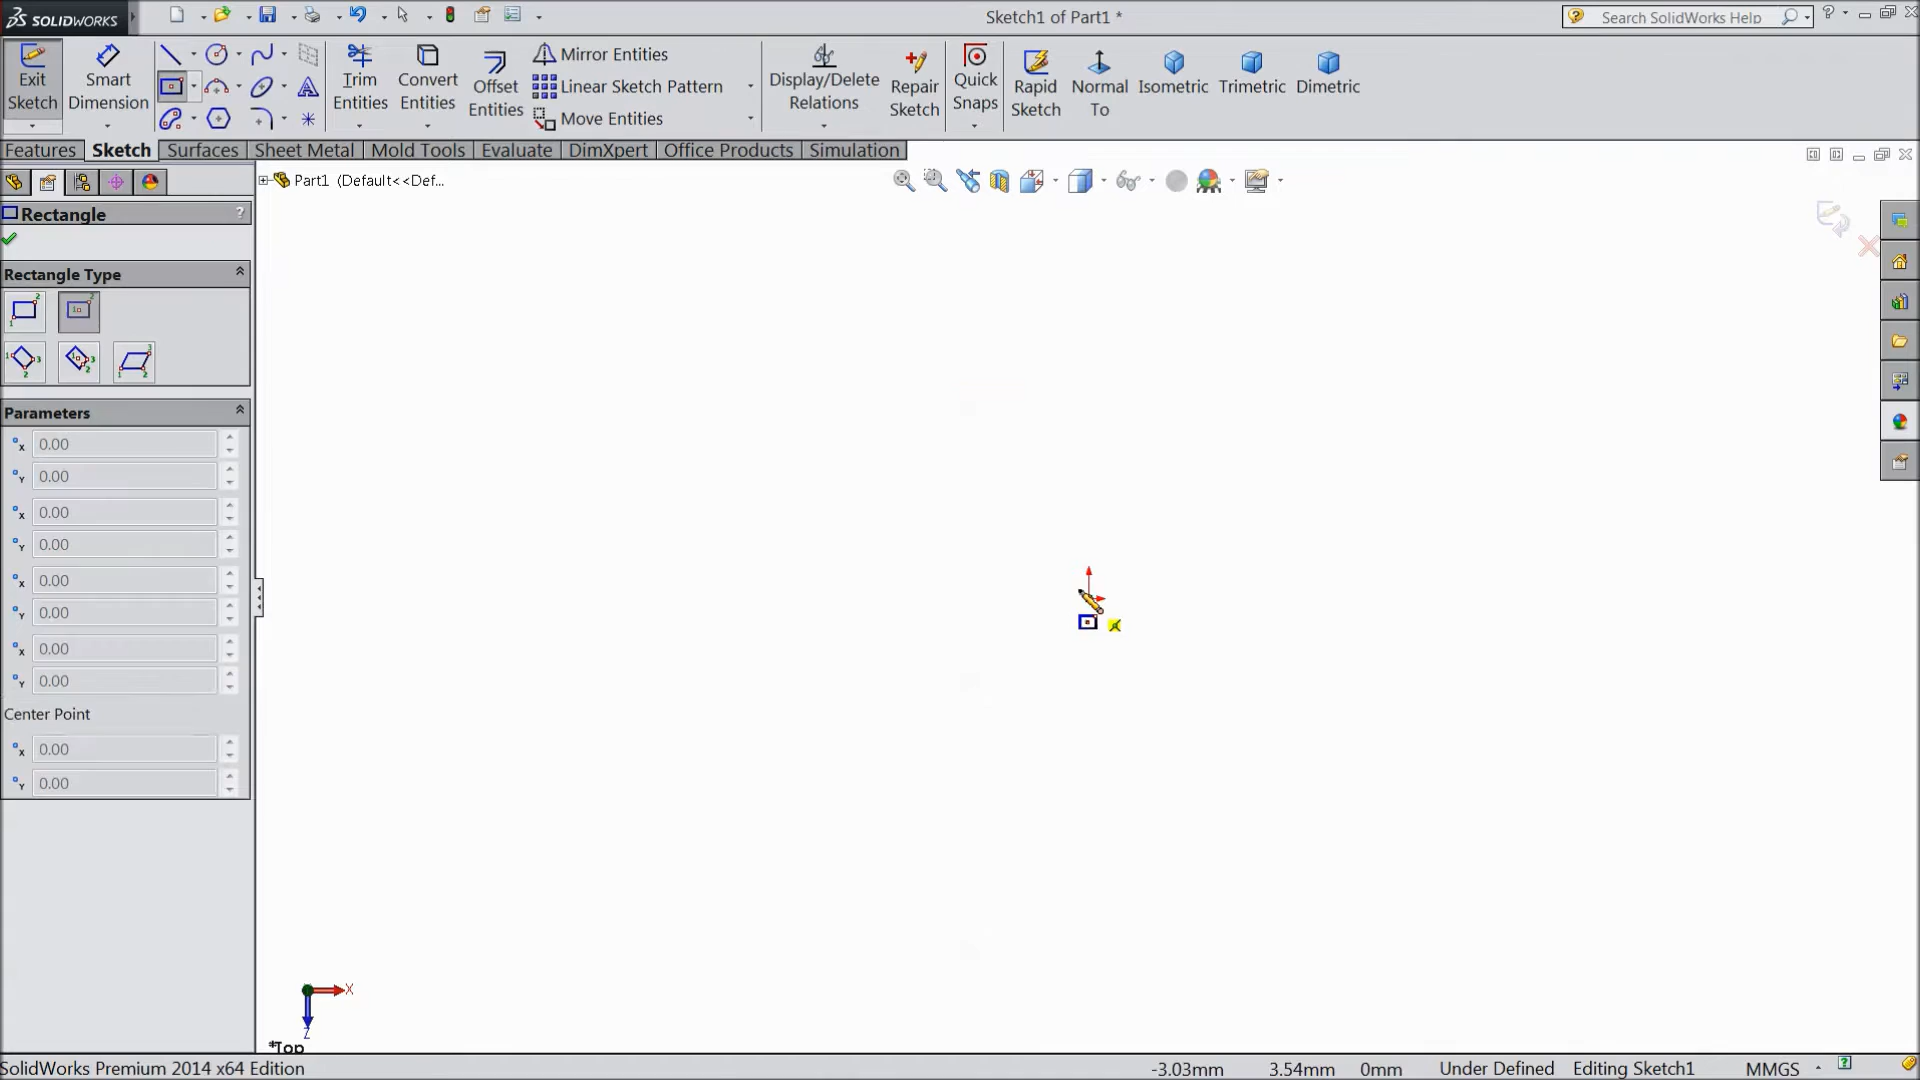 SOLIDWORKS
Sketch1 of Part1 *
Search SolidWorks Help
Exit Sketch
Smart Dimension
Trim Entities
Convert Entities
Offset Entities
Mirror Entities
Linear Sketch Pattern
Move Entities
Display/Delete Relations
Repair Sketch
Quick Snaps
Rapid Sketch
Normal To
Isometric
Trimetric
Dimetric
Features Sketch Surfaces Sheet Metal Mold Tools Evaluate DimXpert Office Products Simulation
Part1 (Default<<Def...
Rectangle ?
Rectangle Type
Parameters
x 0.00
Y 0.00
x 0.00
Y 0.00
x 0.00
Y 0.00
x 0.00
Y 0.00
Center Point
x 0.00
Y 0.00
X
Z
*Top
SolidWorks Premium 2014 x64 Edition
-3.03mm 3.54mm 0mm Under Defined Editing Sketch1 MMGS